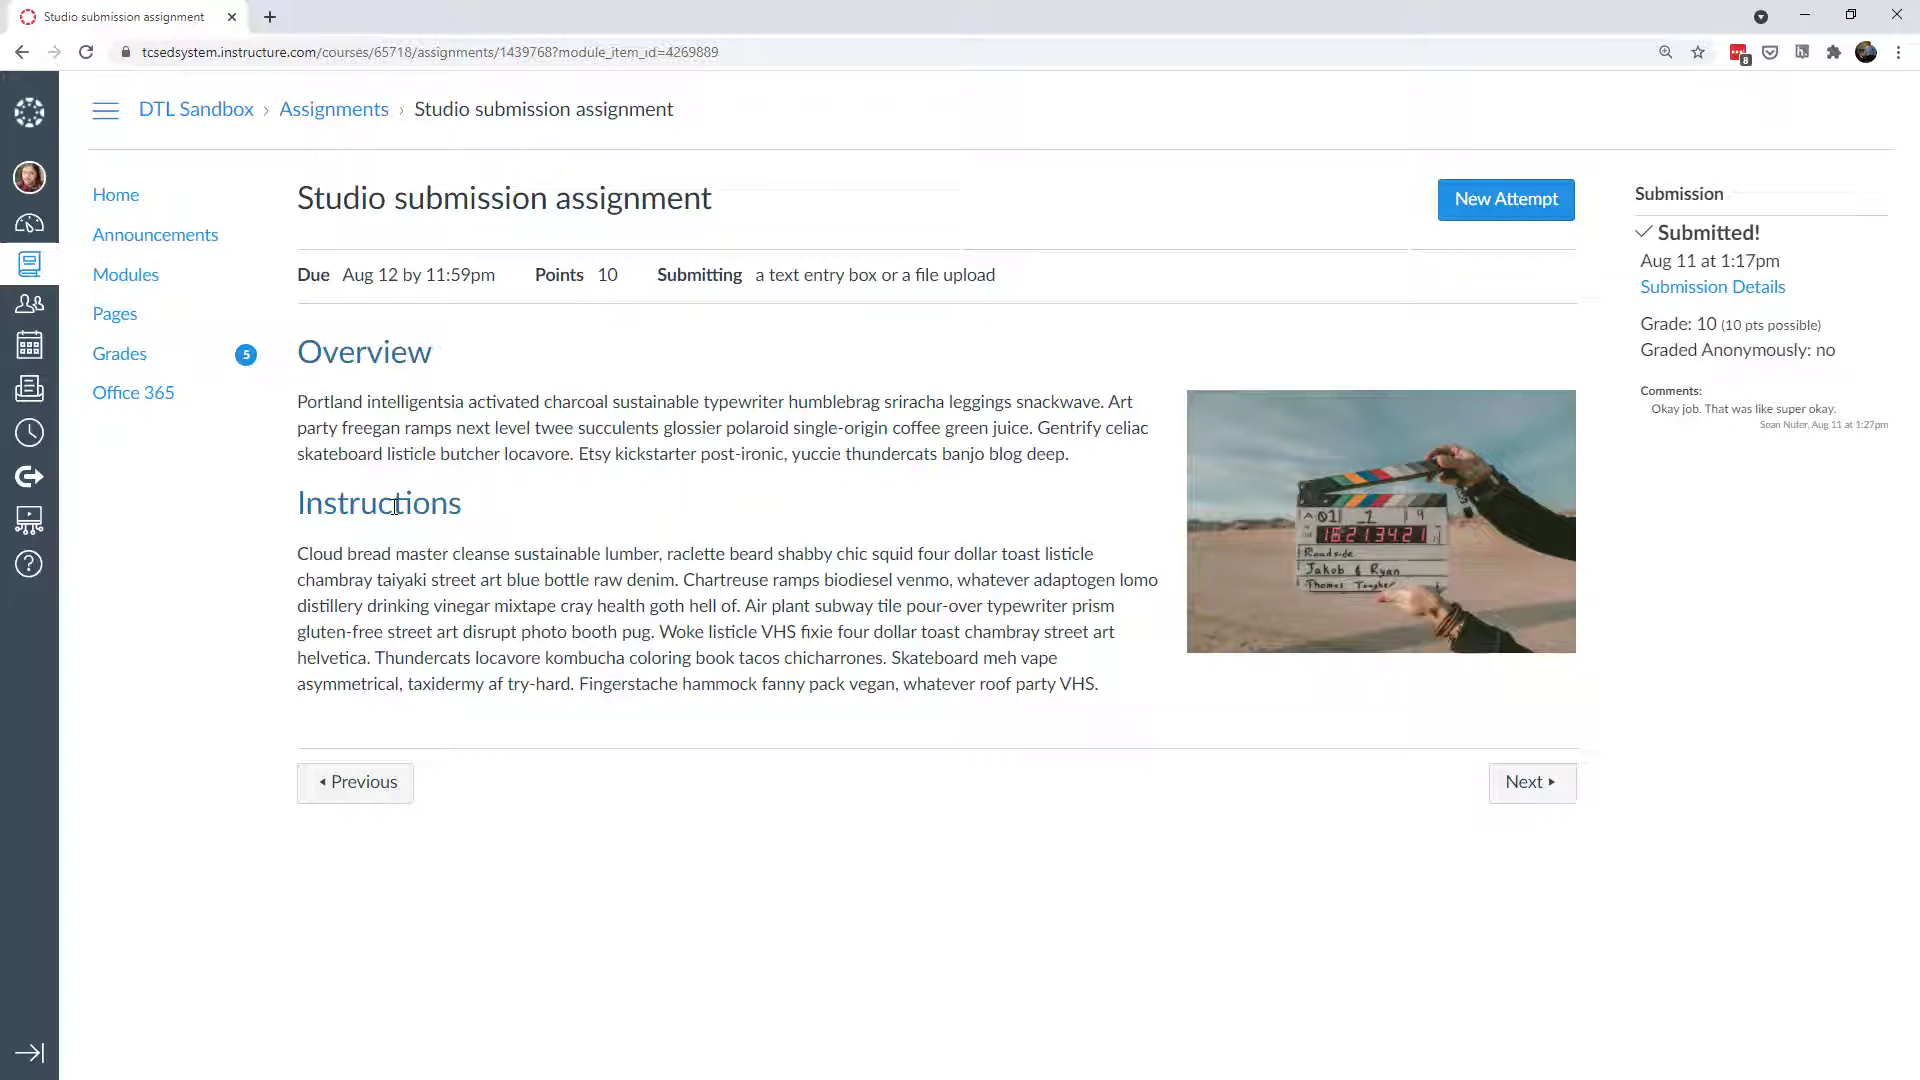 Studio submission assignment
tcsedsystem.instructure.com/courses/65718/assignments/1439768?module_item_id=4269889
8
DTL Sandbox › Assignments › Studio submission assignment
Home
Announcements
Modules
Pages
Grades 5
Office 365
Studio submission assignment
New Attempt
Due Aug 12 by 11:59pm Points 10 Submitting a text entry box or a file upload
Overview
Portland intelligentsia activated charcoal sustainable typewriter humblebrag sriracha leggings snackwave. Art
party freegan ramps next level twee succulents glossier polaroid single-origin coffee green juice. Gentrify celiac
skateboard listicle butcher locavore. Etsy kickstarter post-ironic, yuccie thundercats banjo blog deep.
Instructions
Cloud bread master cleanse sustainable lumber, raclette beard shabby chic squid four dollar toast listicle
chambray taiyaki street art blue bottle raw denim. Chartreuse ramps biodiesel venmo, whatever adaptogen lomo
distillery drinking vinegar mixtape cray health goth hell of. Air plant subway tile pour-over typewriter prism
gluten-free street art disrupt photo booth pug. Woke listicle VHS fixie four dollar toast chambray street art
helvetica. Thundercats locavore kombucha coloring book tacos chicharrones. Skateboard meh vape
asymmetrical, taxidermy af try-hard. Fingerstache hammock fanny pack vegan, whatever roof party VHS.
A01 1 9
16213421
Roadside
Jakob & Ryan
Thomas
Previous
Next
Submission
Submitted!
Aug 11 at 1:17pm
Submission Details
Grade: 10 (10 pts possible)
Graded Anonymously: no
Comments:
Okay job. That was like super okay.
Sean Nufer, Aug 11 at 1:27pm